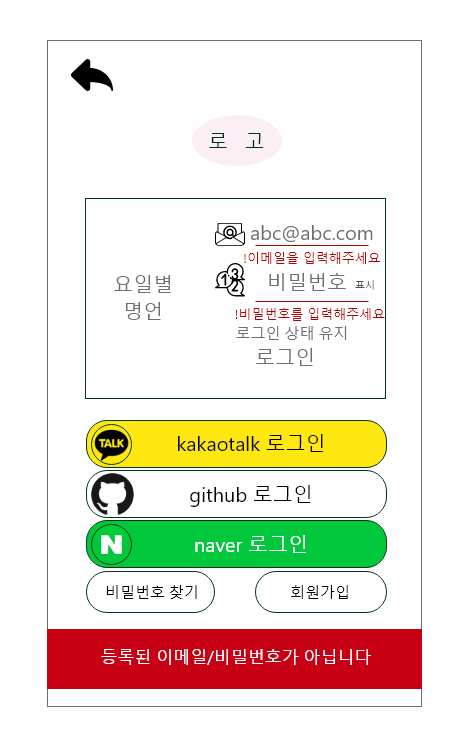 로 고
요일별
명언
abc@abc.com
!이메일을 입력해주세요
123
비밀번호 표시
!비밀번호를 입력해주세요
로그인 상태 유지
로그인
TALK kakaotalk 로그인
github 로그인
N naver 로그인
비밀번호 찾기 회원가입
등록된 이메일/비밀번호가 아닙니다